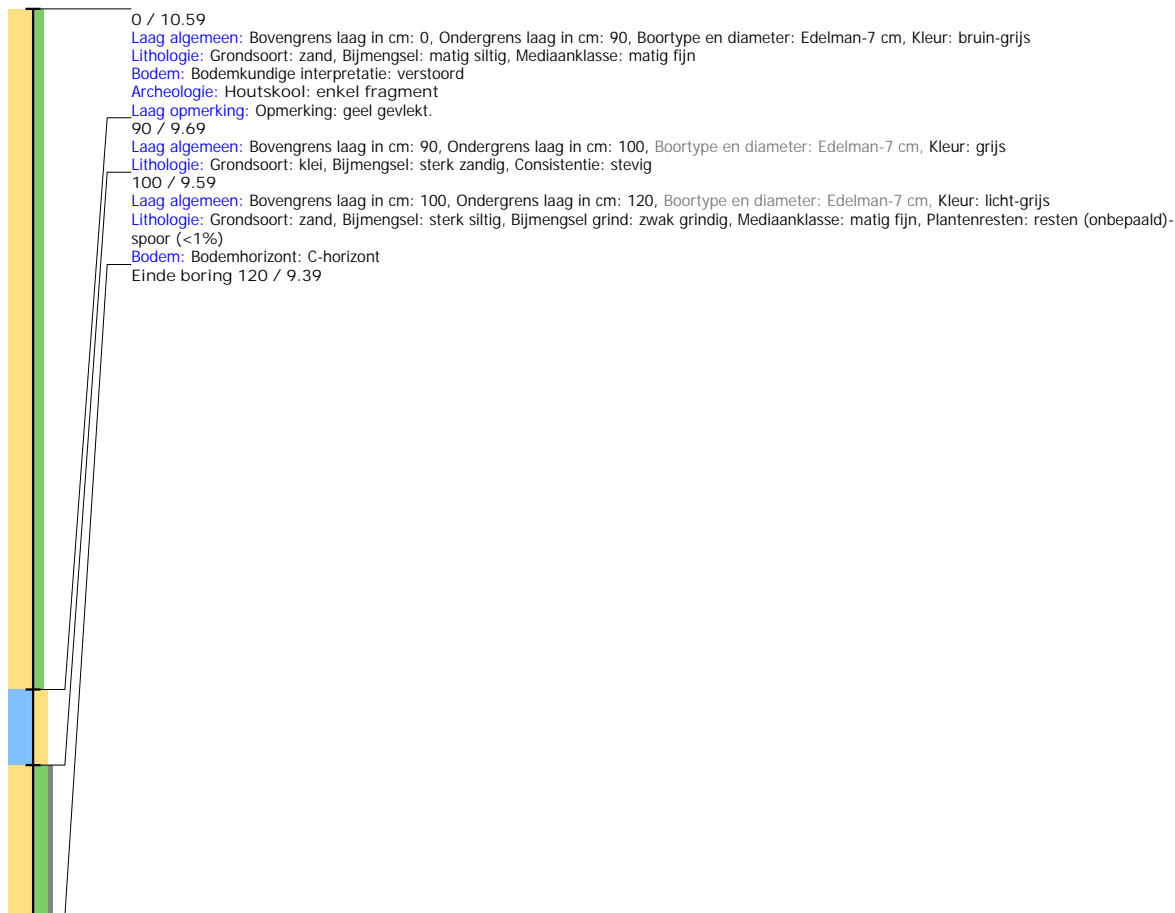 0 / 10.59
Laag algemeen: Bovengrens laag in cm: 0, Ondergrens laag in cm: 90, Boortype en diameter: Edelman-7 cm, Kleur: bruin-grijs
Lithologie: Grondsoort: zand, Bijmengsel: matig siltig, Mediaanklasse: matig fijn
Bodem: Bodemkundige interpretatie: verstoord
Archeologie: Houtskool: enkel fragment
Laag opmerking: Opmerking: geel gevlekt.
90 / 9.69
Laag algemeen: Bovengrens laag in cm: 90, Ondergrens laag in cm: 100, Boortype en diameter: Edelman-7 cm, Kleur: grijs
Lithologie: Grondsoort: klei, Bijmengsel: sterk zandig, Consistentie: stevig
100 / 9.59
Laag algemeen: Bovengrens laag in cm: 100, Ondergrens laag in cm: 120, Boortype en diameter: Edelman-7 cm, Kleur: licht-grijs
Lithologie: Grondsoort: zand, Bijmengsel: sterk siltig, Bijmengsel grind: zwak grindig, Mediaanklasse: matig fijn, Plantenresten: resten (onbepaald)-
spoor (<1%)
Bodem: Bodemhorizont: C-horizont
Einde boring 120 / 9.39